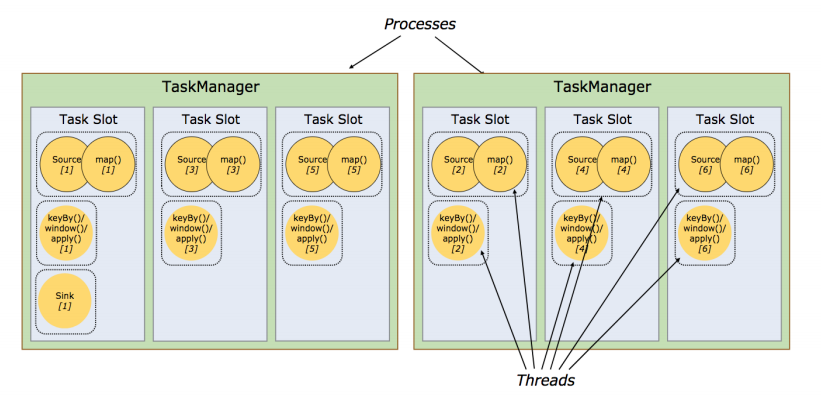 Processes
TaskManager
Task Slot
Source
[1]
map()
[1]
keyBy()/
window()/
apply()
[1]
Sink
[1]
Task Slot
Source
[3]
map()
[3]
keyBy()/
window()/
apply()
[3]
Task Slot
Source
[5]
map()
[5]
keyBy()/
window()/
apply()
[5]
TaskManager
Task Slot
Source
[2]
map()
[2]
keyBy()/
window()/
apply()
[2]
Task Slot
Source
[4]
map()
[4]
keyBy()/
window()/
apply()
[4]
Task Slot
Source
[6]
map()
[6]
keyBy()/
window()/
apply()
[6]
Threads